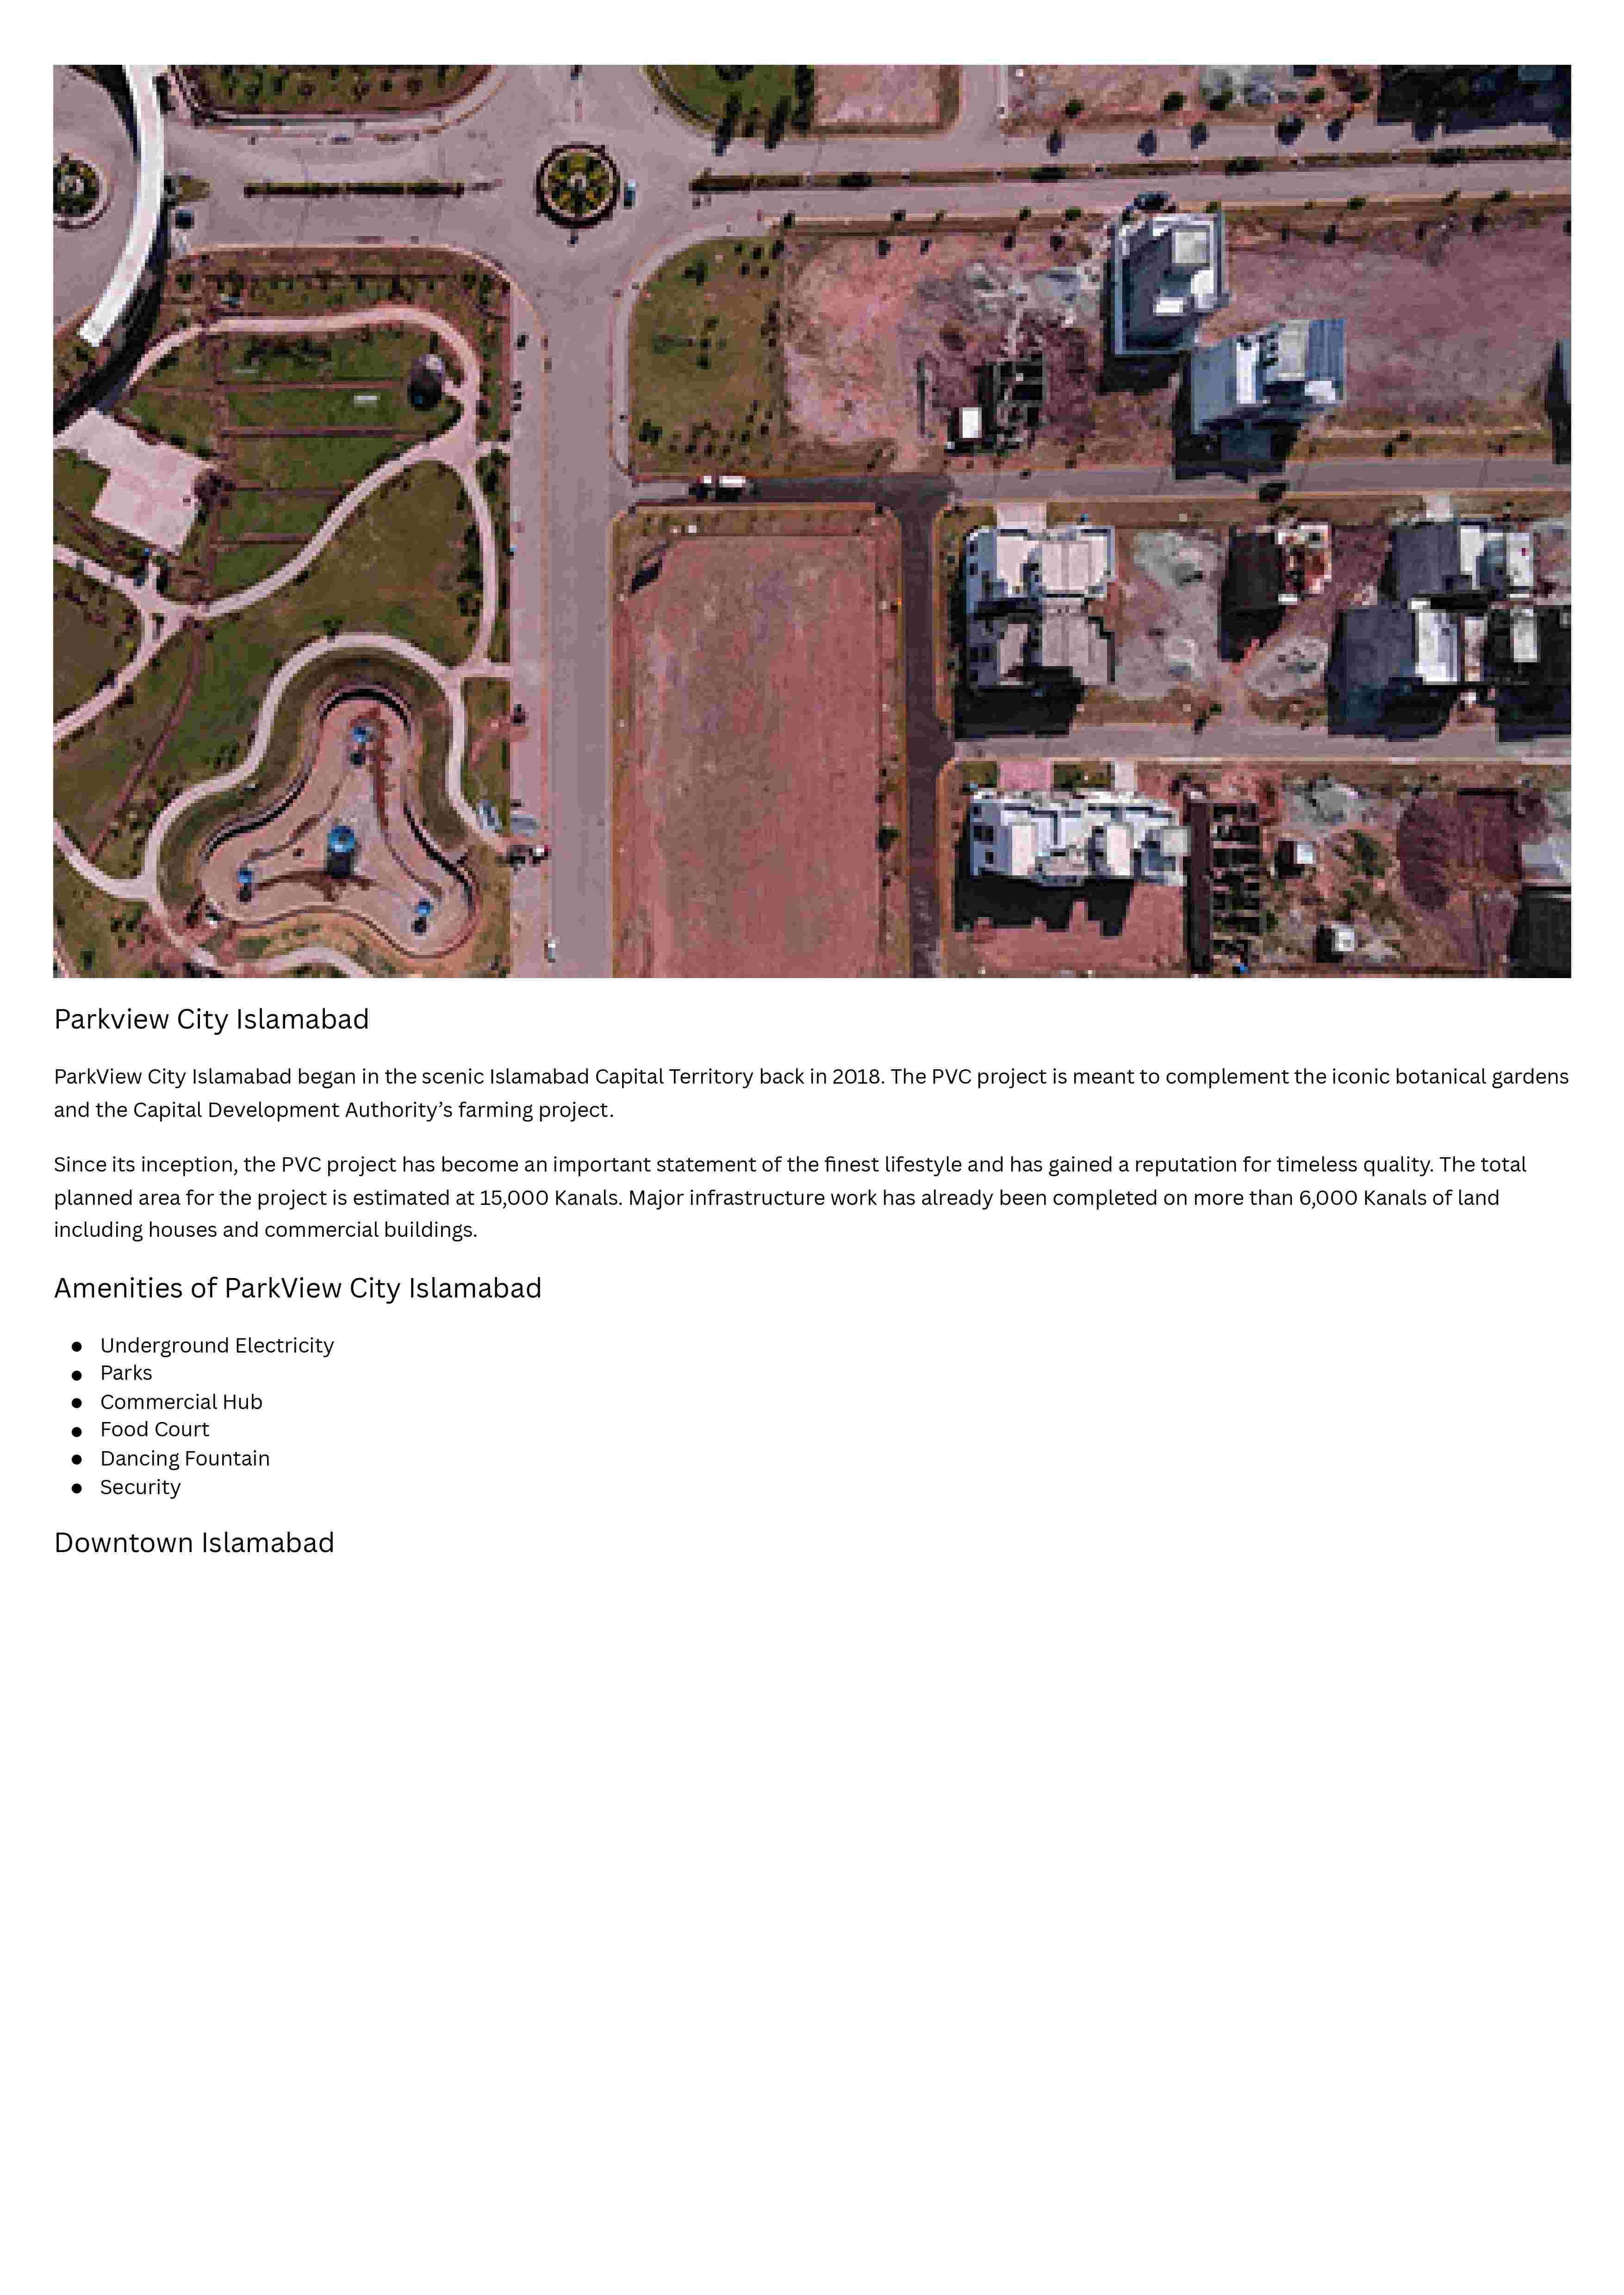 Parkview City Islamabad
ParkView City Islamabad began in the scenic Islamabad Capital Territory back in 2018. The PVC project is meant to complement the iconic botanical gardens
and the Capital Development Authority’s farming project.
Since its inception, the PVC project has become an important statement of the finest lifestyle and has gained a reputation for timeless quality. The total
planned area for the project is estimated at 15,000 Kanals. Major infrastructure work has already been completed on more than 6,000 Kanals of land
including houses and commercial buildings.
Amenities of ParkView City Islamabad
● Underground Electricity
● Parks
● Commercial Hub
● Food Court
● Dancing Fountain
● Security
Downtown Islamabad